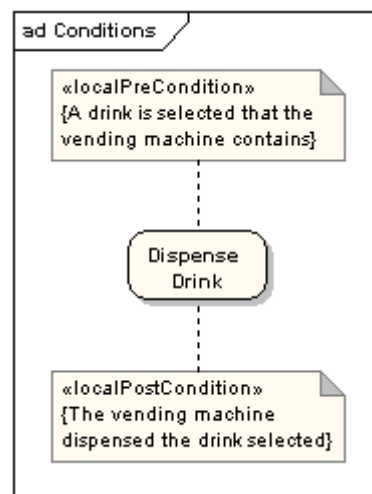 ad Conditions
«localPreCondition»
{A drink is selected that the
vending machine contains}
Dispense
Drink
«localPostCondition»
{The vending machine
dispensed the drink selected}